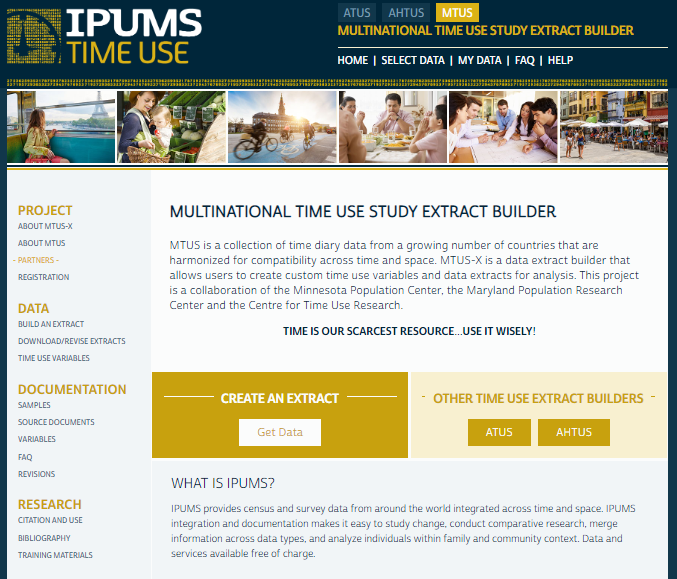 IPUMS
TIME USE
ATUS AHTUS MTUS
MULTINATIONAL TIME USE STUDY EXTRACT BUILDER
HOME | SELECT DATA | MY DATA | FAQ | HELP
PROJECT
ABOUT MTUS-X
ABOUT MTUS
- PARTNERS -
REGISTRATION
DATA
BUILD AN EXTRACT
DOWNLOAD/REVISE EXTRACTS
TIME USE VARIABLES
DOCUMENTATION
SAMPLES
SOURCE DOCUMENTS
VARIABLES
FAQ
REVISIONS
RESEARCH
CITATION AND USE
BIBLIOGRAPHY
TRAINING MATERIALS
MULTINATIONAL TIME USE STUDY EXTRACT BUILDER
MTUS is a collection of time diary data from a growing number of countries that are
harmonized for compatibility across time and space. MTUS-X is a data extract builder that
allows users to create custom time use variables and data extracts for analysis. This project
is a collaboration of the Minnesota Population Center, the Maryland Population Research
Center and the Centre for Time Use Research.
TIME IS OUR SCARCEST RESOURCE...USE IT WISELY!
CREATE AN EXTRACT
Get Data
- OTHER TIME USE EXTRACT BUILDERS -
ATUS AHTUS
WHAT IS IPUMS?
IPUMS provides census and survey data from around the world integrated across time and space. IPUMS
integration and documentation makes it easy to study change, conduct comparative research, merge
information across data types, and analyze individuals within family and community context. Data and
services available free of charge.